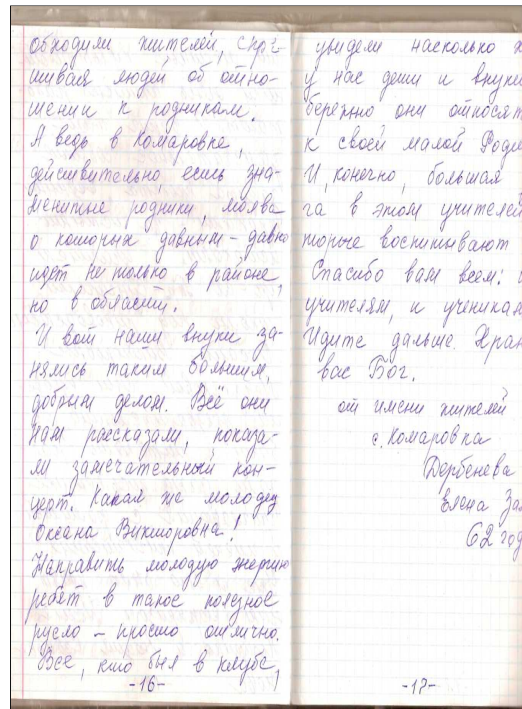 обходили жителей, спра-
шивая людей об отно-
шении к родникам.
А ведь в Комаровке,
действительно, есть зна-
менитые родники, молва
о которых давным-давно
идёт не только в районе,
но в области.
И вот наши внуки за-
нялись таким большим,
добрым делом. Всё они
нам рассказали, показа-
ли замечательный кон-
церт. Какая же молодец
Оксана Викторовна!
Направить молодую энергию
ребят в такое полезное
русло – просто отлично.
Все, кто был в клубе,
-16-
увидели насколько х
у нас дети и внуки
бережно они относят
к своей малой Роди
И, конечно, большая
га в этом учителей
торые воспитывают
Спасибо вам всем: и
учителям, и ученикам
Идите дальше. Хран
вас Бог.
от имени жителей
с. Комаровка
Дербенева
Елена За
62 год
-17-